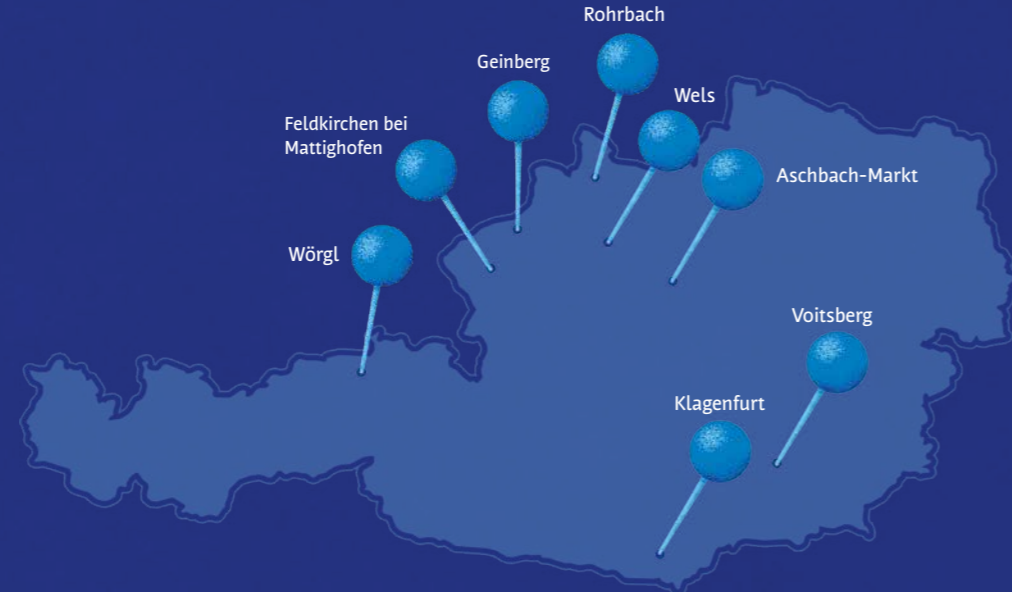 Rohrbach
Geinberg
Wels
Feldkirchen bei
Mattighofen
Aschbach-Markt
Wörgl
Voitsberg
Klagenfurt